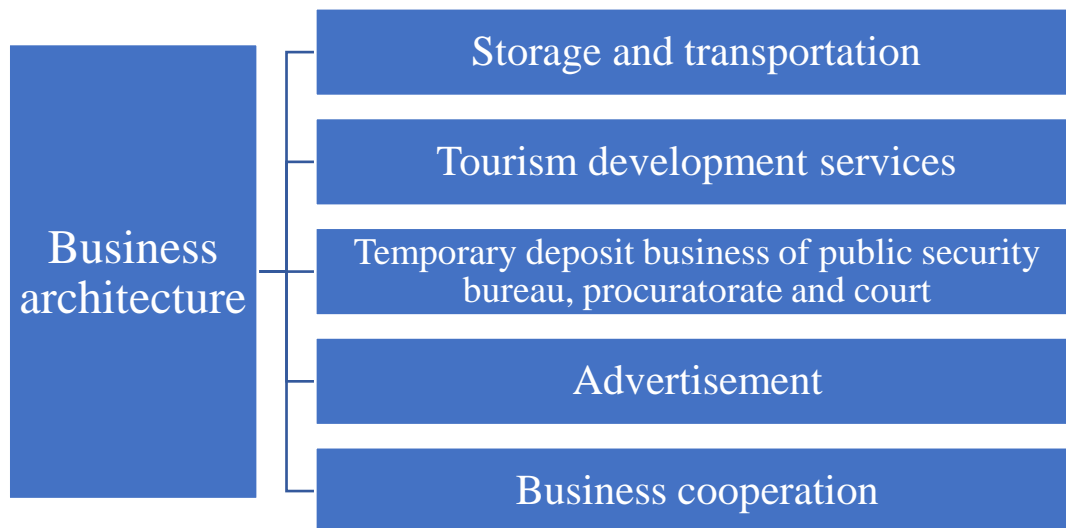 Business
architecture
Storage and transportation
Tourism development services
Temporary deposit business of public security
bureau, procuratorate and court
Advertisement
Business cooperation